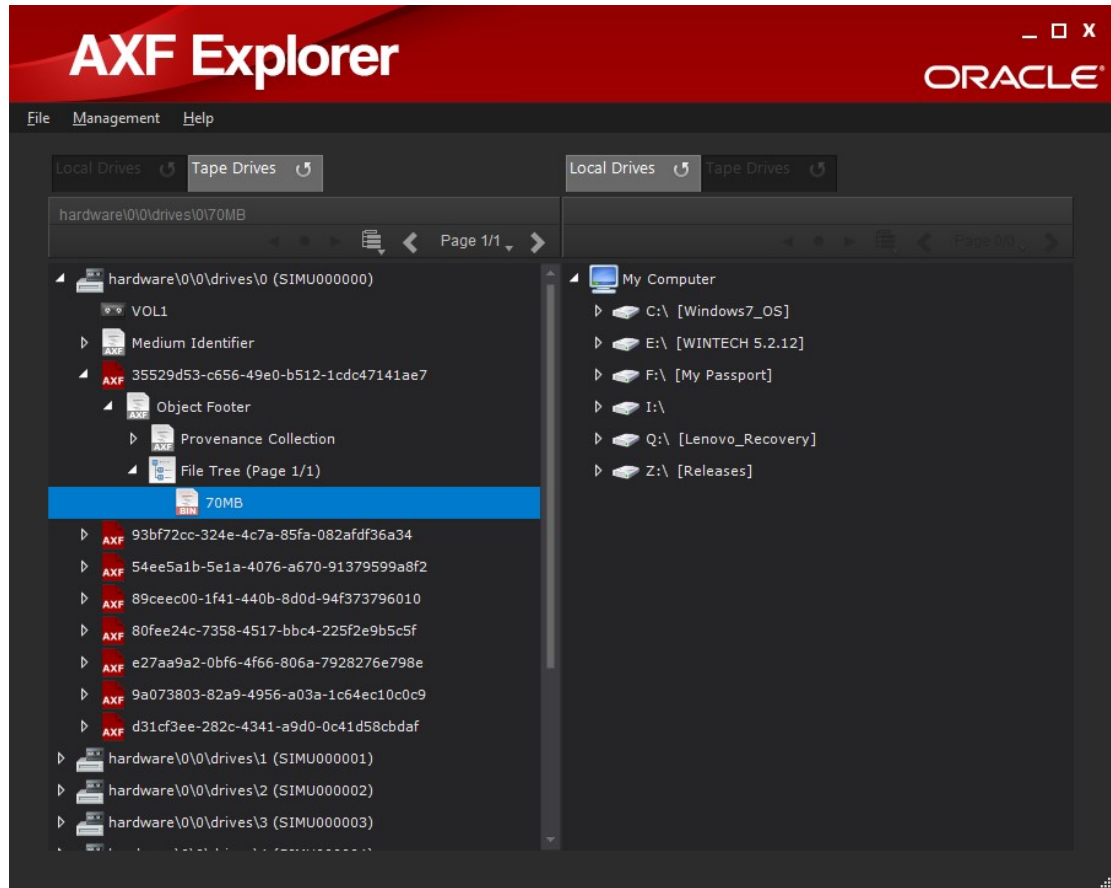 AXF Explorer
ORACLE
File Management Help
Local Drives Tape Drives
hardware\0\0\drives\0\70MB
Page 1/1
hardware\0\0\drives\0 (SIMU000000)
VOL1
Medium Identifier
35529d53-c656-49e0-b512-1cdc47141ae7
Object Footer
Provenance Collection
File Tree (Page 1/1)
70MB
93bf72cc-324e-4c7a-85fa-082afdf36a34
54ee5a1b-5e1a-4076-a670-91379599a8f2
89ceec00-1f41-440b-8d0d-94f373796010
80fee24c-7358-4517-bbc4-225f2e9b5c5f
e27aa9a2-0bf6-4f66-806a-7928276e798e
9a073803-82a9-4956-a03a-1c64ec10c0c9
d31cf3ee-282c-4341-a9d0-0c41d58cbdaf
hardware\0\0\drives\1 (SIMU000001)
hardware\0\0\drives\2 (SIMU000002)
hardware\0\0\drives\3 (SIMU000003)
Local Drives Tape Drives
Page 0/0
My Computer
C:\ [Windows7_OS]
E:\ [WINTECH 5.2.12]
F:\ [My Passport]
I:\
Q:\ [Lenovo_Recovery]
Z:\ [Releases]